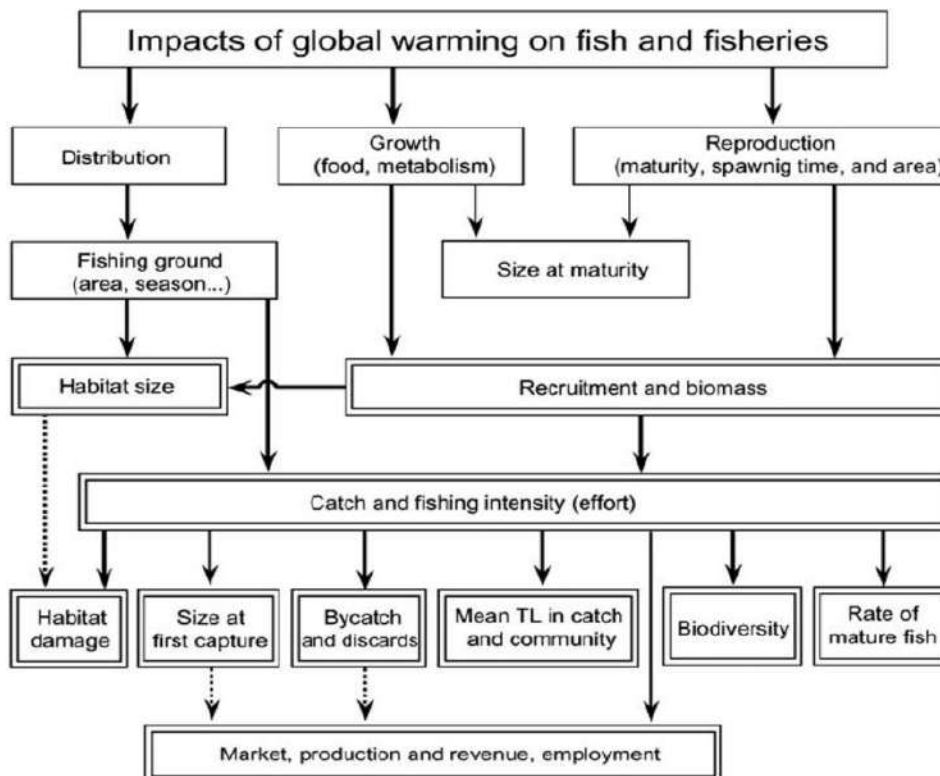 Impacts of global warming on fish and fisheries
Distribution
Growth
(food, metabolism)
Reproduction
(maturity, spawnig time, and area)
Fishing ground
(area, season...)
Size at maturity
Habitat size
Recruitment and biomass
Catch and fishing intensity (effort)
Habitat
damage
Size at
first capture
Bycatch
and discards
Mean TL in catch
and community
Biodiversity
Rate of
mature fish
Market, production and revenue, employment